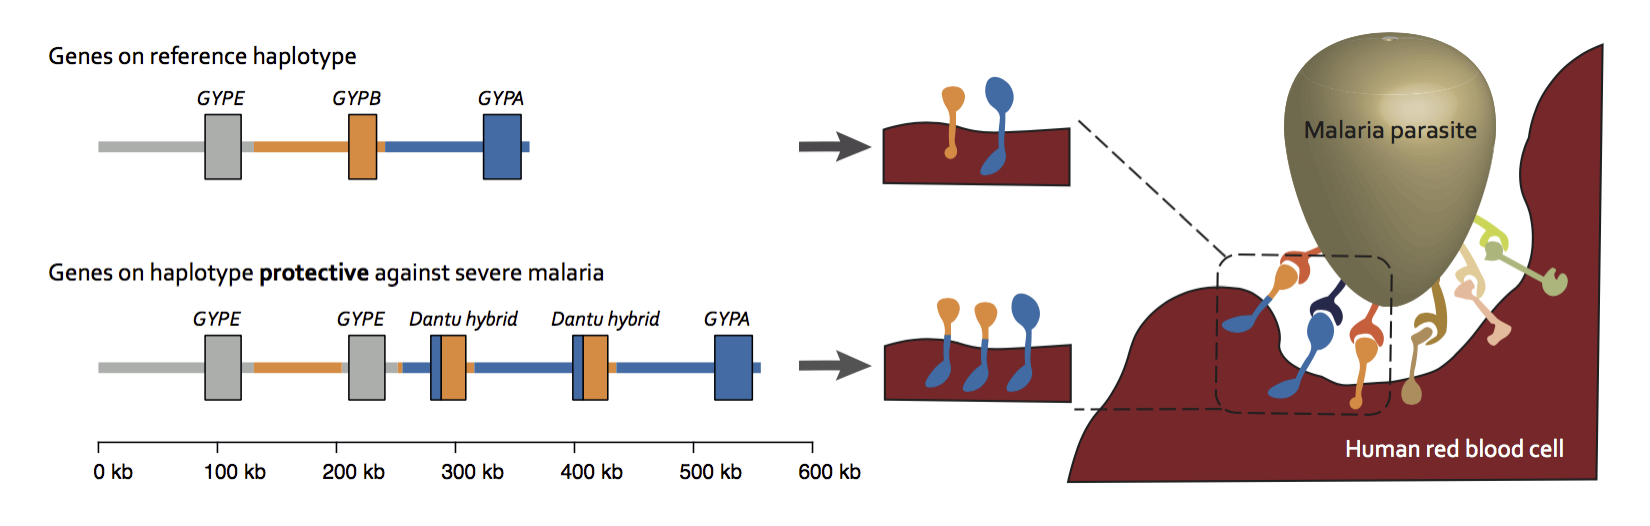 Genes on reference haplotype
GYPE GYPB GYPA
Malaria parasite
Genes on haplotype protective against severe malaria
GYPE GYPE Dantu hybrid Dantu hybrid GYPA
Human red blood cell
0 kb 100 kb 200 kb 300 kb 400 kb 500 kb 600 kb